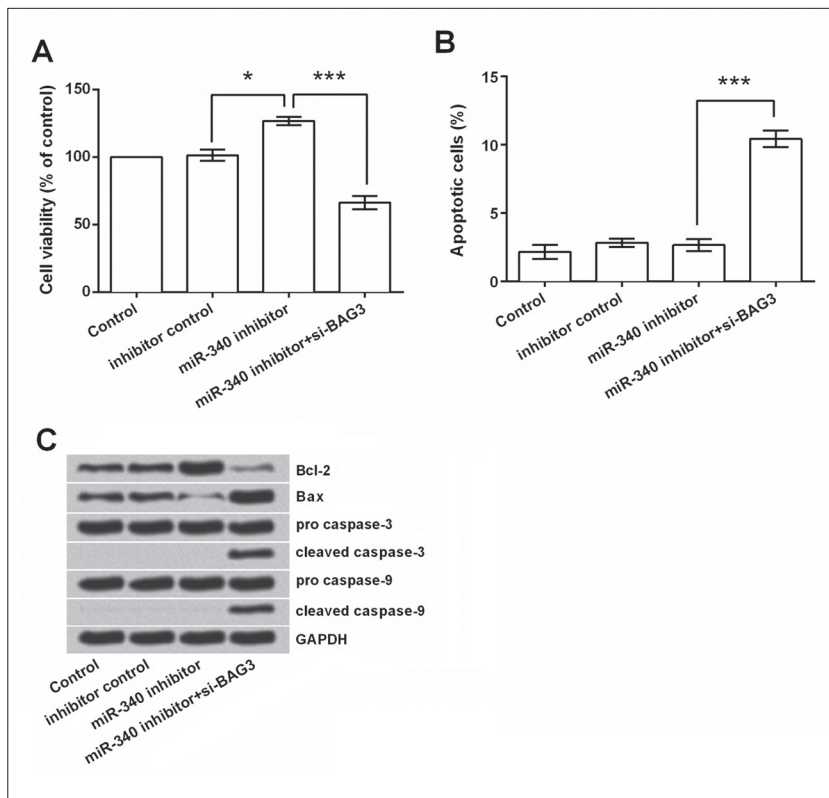 A
Cell viability (% of control)
150
100
50
0
*
***
Control
inhibitor control
miR-340 inhibitor
miR-340 inhibitor+si-BAG3
B
Apoptotic cells (%)
15
10
5
0
***
Control
inhibitor control
miR-340 inhibitor
miR-340 inhibitor+si-BAG3
C
Bcl-2
Bax
pro caspase-3
cleaved caspase-3
pro caspase-9
cleaved caspase-9
GAPDH
Control
inhibitor control
miR-340 inhibitor
miR-340 inhibitor+si-BAG3